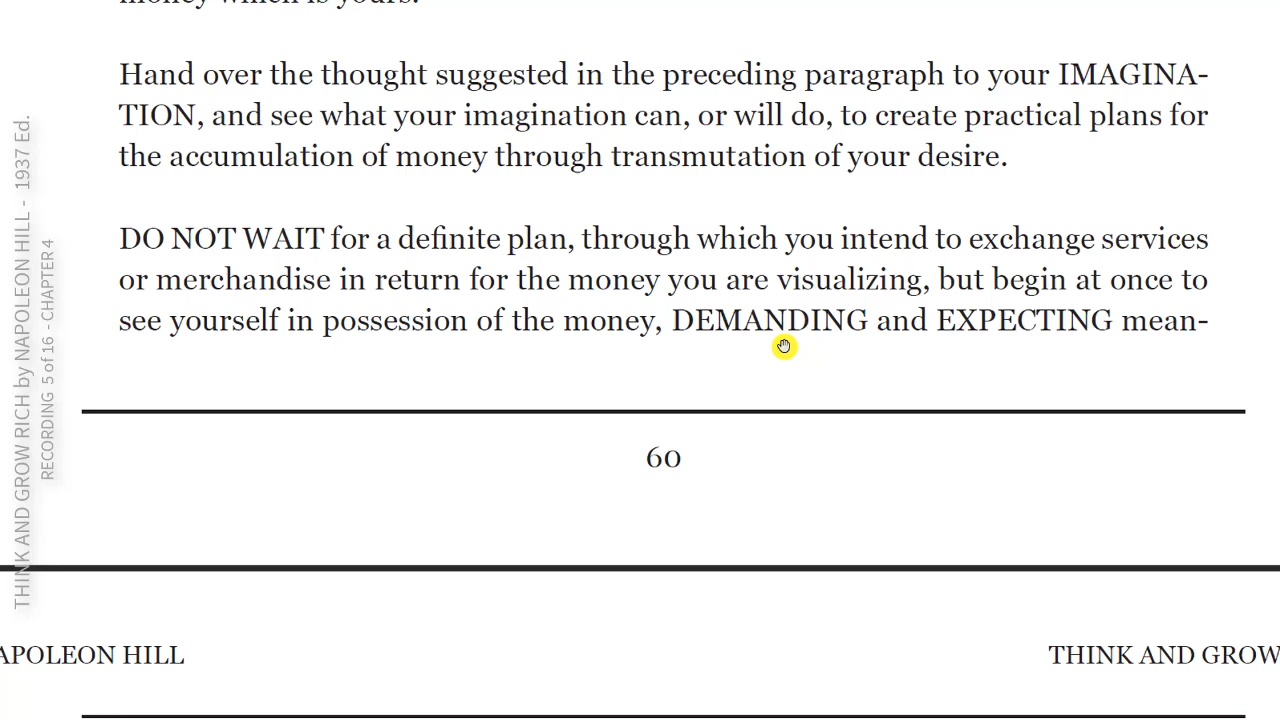 money which is yours.
Hand over the thought suggested in the preceding paragraph to your IMAGINA-
TION, and see what your imagination can, or will do, to create practical plans for
the accumulation of money through transmutation of your desire.
DO NOT WAIT for a definite plan, through which you intend to exchange services
or merchandise in return for the money you are visualizing, but begin at once to
see yourself in possession of the money, DEMANDING and EXPECTING mean-
60
APOLEON HILL
THINK AND GROW
THINK AND GROW RICH by NAPOLEON HILL - 1937 Ed.
RECORDING 5 of 16 - CHAPTER 4